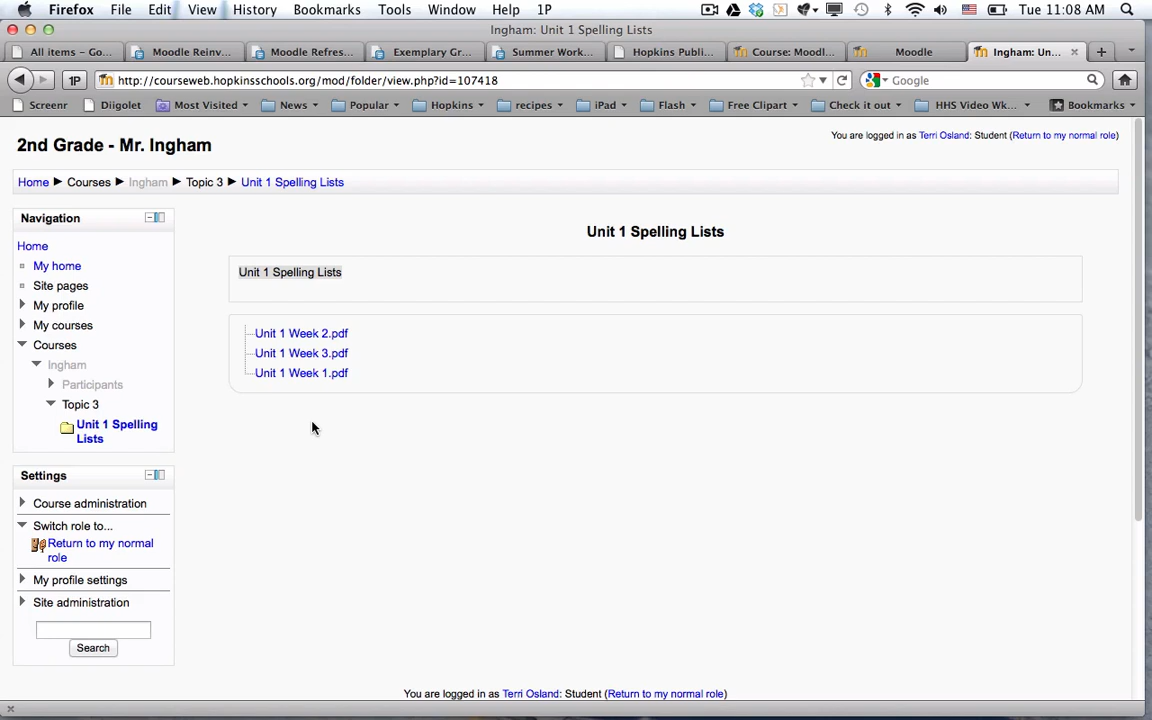 Firefox File Edit View History Bookmarks Tools Window Help 1P Tue 11:08 AM
Ingham: Unit 1 Spelling Lists
All items – Go... Moodle Reinv... Moodle Refres... Exemplary Gr... Summer Work... Hopkins Publi... Course: Moodl... Moodle Ingham: Un...
1P http://courseweb.hopkinsschools.org/mod/folder/view.php?id=107418 Google
Screenr Diigolet Most Visited News Popular Hopkins recipes iPad Flash Free Clipart Check it out HHS Video Wk... Bookmarks
You are logged in as Terri Osland: Student (Return to my normal role)
2nd Grade - Mr. Ingham
Home ► Courses ► Ingham ► Topic 3 ► Unit 1 Spelling Lists
Navigation
Home
My home
Site pages
My profile
My courses
Courses
Ingham
Participants
Topic 3
Unit 1 Spelling
Lists
Settings
Course administration
Switch role to...
Return to my normal
role
My profile settings
Site administration
Search
Unit 1 Spelling Lists
Unit 1 Spelling Lists
Unit 1 Week 2.pdf
Unit 1 Week 3.pdf
Unit 1 Week 1.pdf
You are logged in as Terri Osland: Student (Return to my normal role)